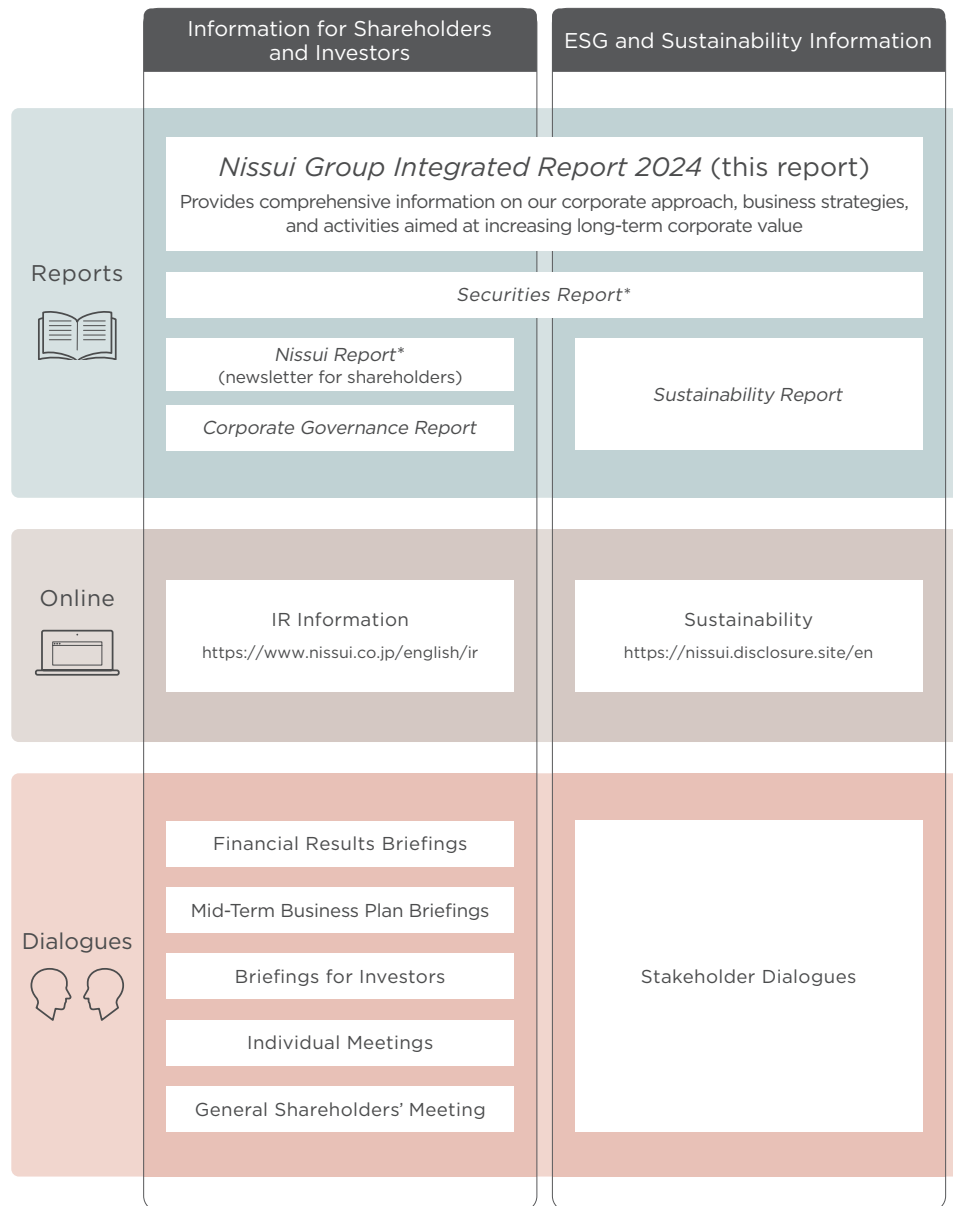 Information for Shareholders
and Investors
ESG and Sustainability Information
Reports
Nissui Group Integrated Report 2024 (this report)
Provides comprehensive information on our corporate approach, business strategies,
and activities aimed at increasing long-term corporate value
Securities Report*
Nissui Report*
(newsletter for shareholders)
Corporate Governance Report
Sustainability Report
Online
IR Information
https://www.nissui.co.jp/english/ir
Sustainability
https://nissui.disclosure.site/en
Dialogues
Financial Results Briefings
Mid-Term Business Plan Briefings
Briefings for Investors
Individual Meetings
General Shareholders’ Meeting
Stakeholder Dialogues